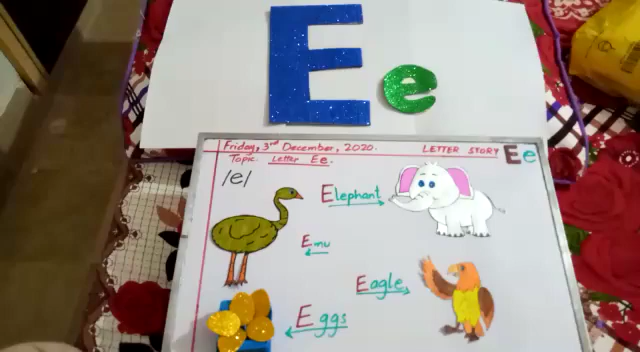 E e
Friday, 3rd December, 2020. LETTER STORY Ee
Topic. Letter Ee.
/e/
Elephant
Emu
Eagle
Eggs